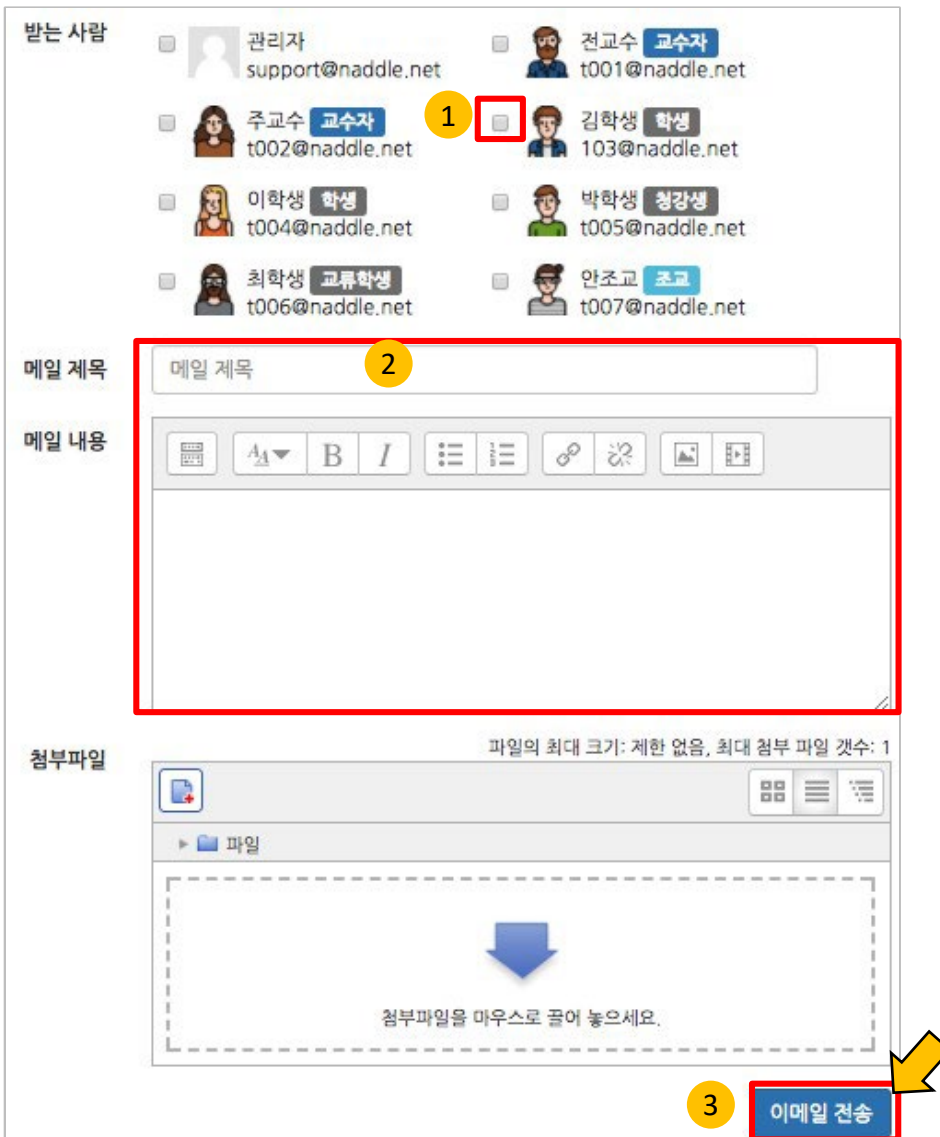 받는 사람
관리자
support@naddle.net
전교수 교수자
t001@naddle.net
주교수 교수자
t002@naddle.net
1
김학생 학생
103@naddle.net
이학생 학생
t004@naddle.net
박학생 청강생
t005@naddle.net
최학생 교류학생
t006@naddle.net
안조교 조교
t007@naddle.net
메일 제목
메일 제목
2
메일 내용
B I
첨부파일
파일의 최대 크기: 제한 없음, 최대 첨부 파일 갯수: 1
파일
첨부파일을 마우스로 끌어 놓으세요.
3
이메일 전송